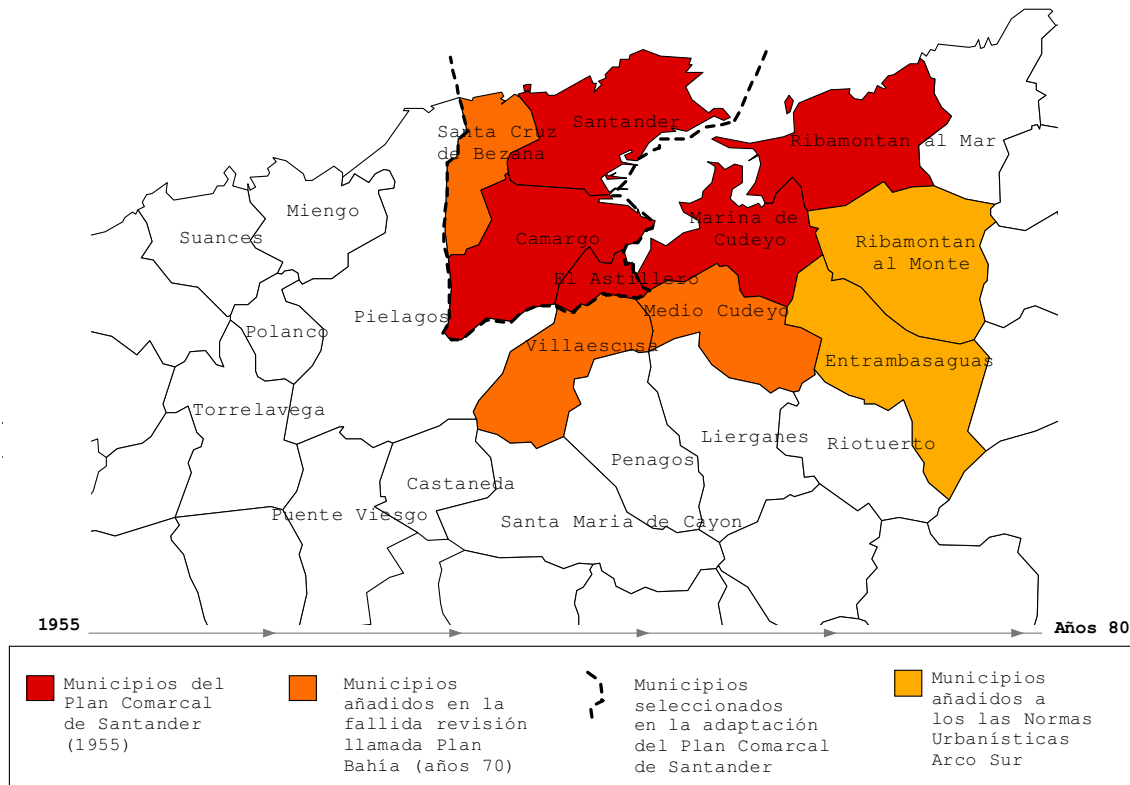 Santander
Santa Cruz
de Bezana
Ribamontan al Mar
Miengo
Suances
Camargo
Marina de
Cudeyo
Ribamontan
al Monte
El Astillero
Pielagos
Medio Cudeyo
Polanco
Villaescusa
Entrambasaguas
Torrelavega
Lierganes
Riotuerto
Penagos
Castaneda
Puente Viesgo
Santa Maria de Cayon
1955
Años 80
Municipios del
Plan Comarcal
de Santander
(1955)
Municipios
añadidos en la
fallida revisión
llamada Plan
Bahía (años 70)
Municipios
seleccionados
en la adaptación
del Plan Comarcal
de Santander
Municipios
añadidos a
los las Normas
Urbanísticas
Arco Sur